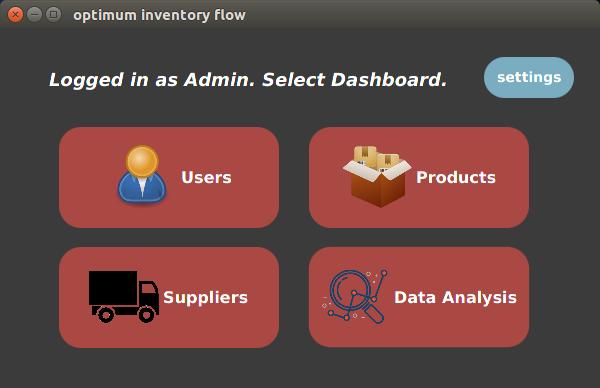 optimum inventory flow
Logged in as Admin. Select Dashboard.
settings
Users
Products
Suppliers
Data Analysis